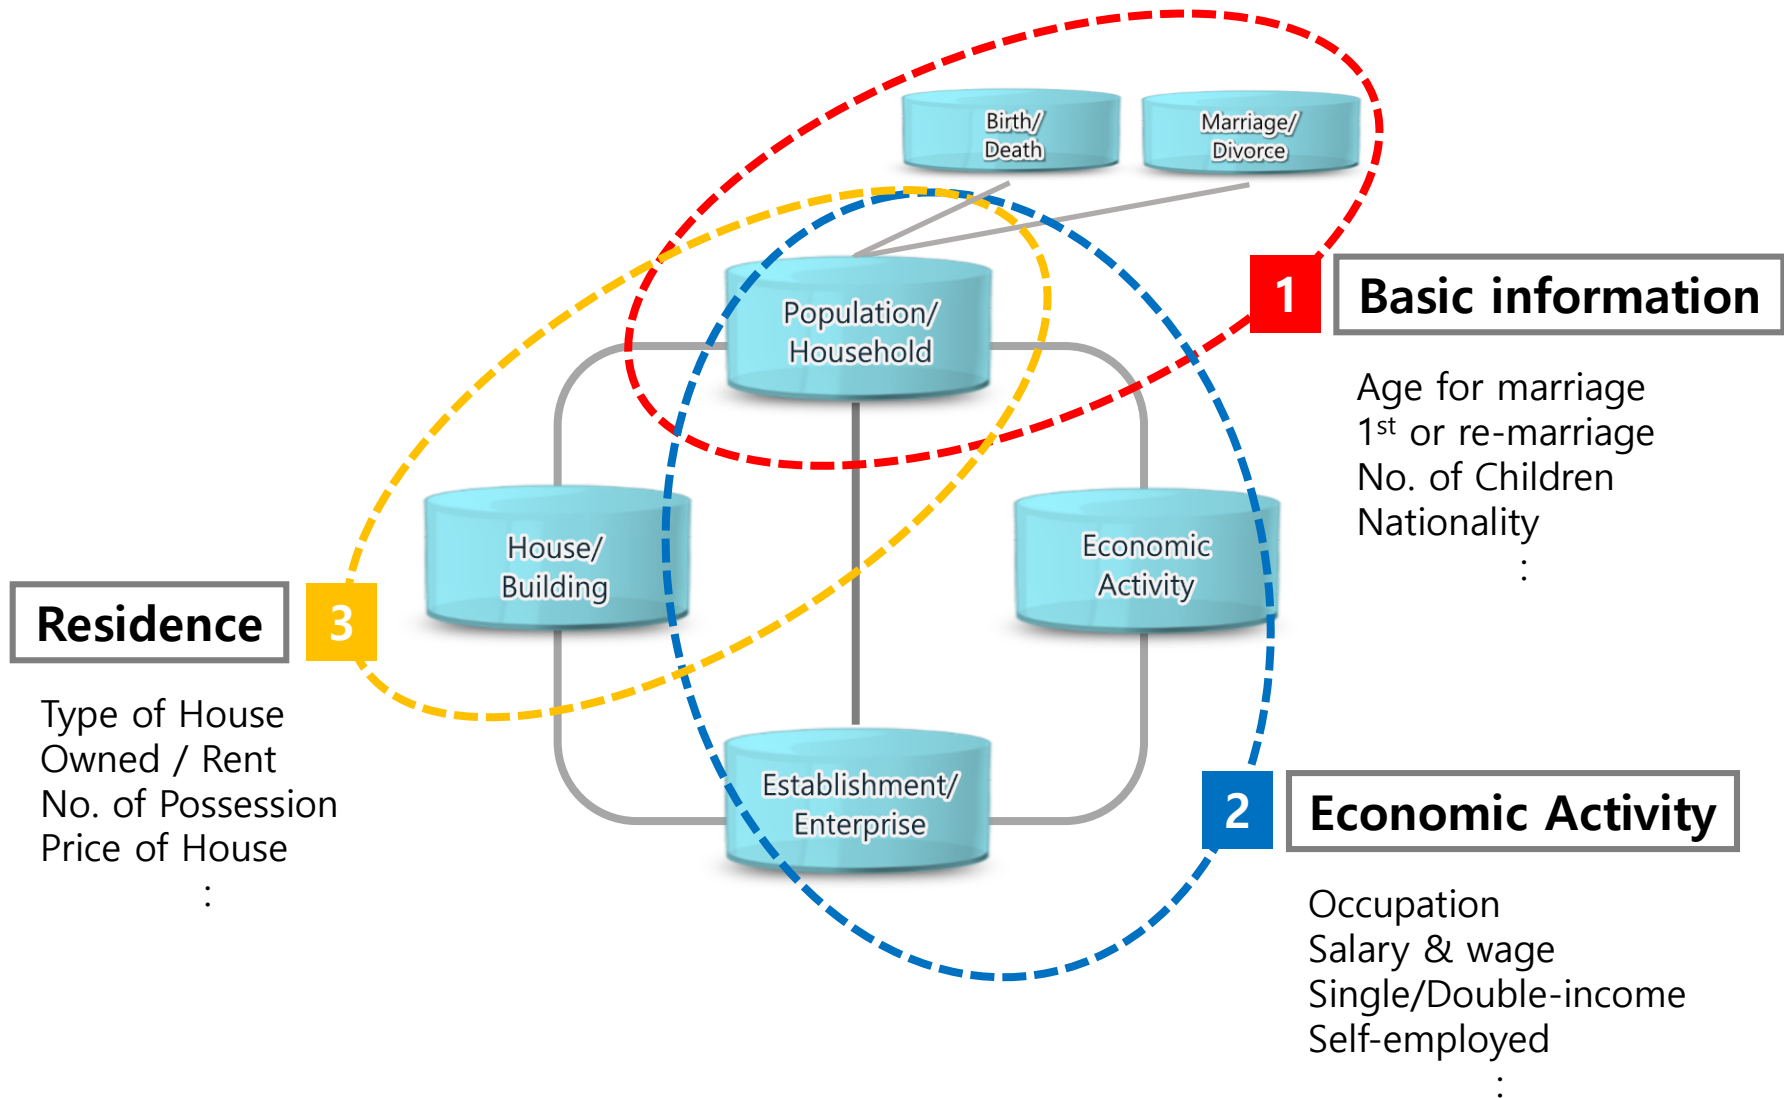 Birth/
Death
Marriage/
Divorce
Population/
Household
1
Basic information
Age for marriage
1st or re-marriage
No. of Children
Nationality
:
House/
Building
Economic
Activity
Residence
3
Type of House
Owned / Rent
No. of Possession
Price of House
:
Establishment/
Enterprise
2
Economic Activity
Occupation
Salary & wage
Single/Double-income
Self-employed
: